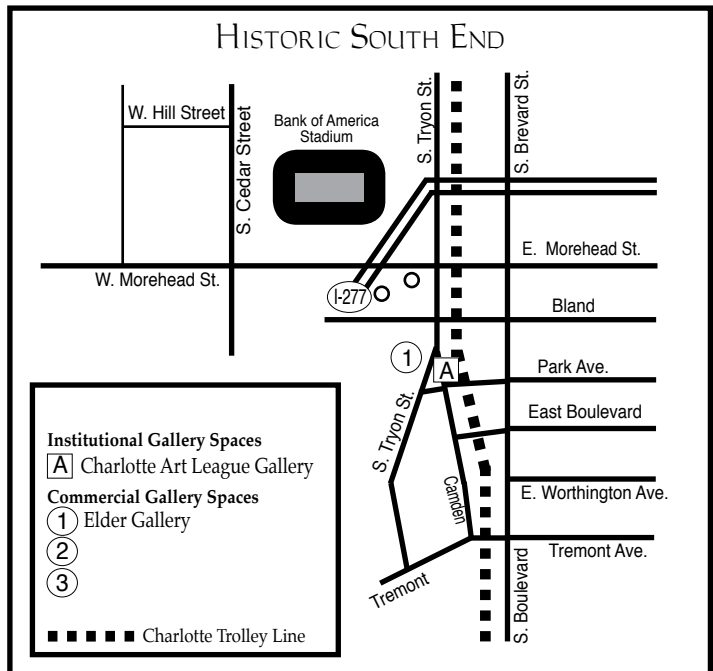 HISTORIC SOUTH END
W. Hill Street
S. Cedar Street
Bank of America
Stadium
S. Tryon St.
S. Brevard St.
W. Morehead St.
E. Morehead St.
I-277
Bland
1
A
Park Ave.
S. Tryon St.
East Boulevard
Camden
E. Worthington Ave.
Tremont
Tremont Ave.
S. Boulevard
Institutional Gallery Spaces
A Charlotte Art League Gallery
Commercial Gallery Spaces
1 Elder Gallery
2
3
Charlotte Trolley Line